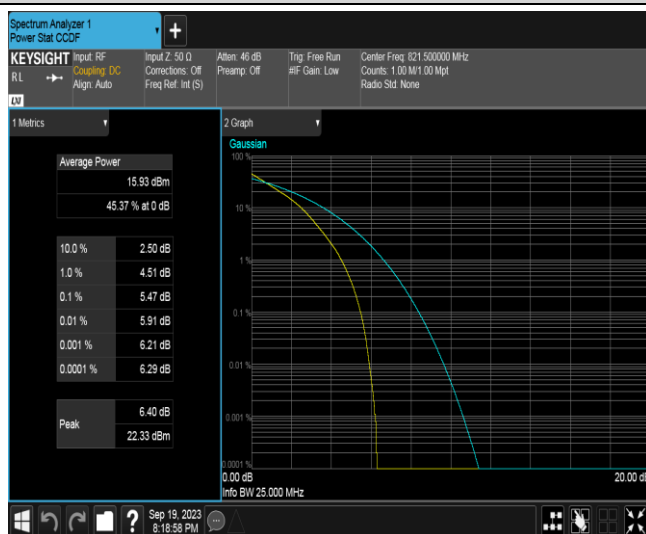 Spectrum Analyzer 1
Power Stat CCDF
+
KEYSIGHT
RL
LXI
Input: RF
Coupling: DC
Align: Auto
Input Z: 50 Ω
Corrections: Off
Freq Ref: Int (S)
Atten: 46 dB
Preamp: Off
Trig: Free Run
#IF Gain: Low
Center Freq: 821.500000 MHz
Counts: 1.00 M/1.00 Mpt
Radio Std: None
1 Metrics
Average Power
15.93 dBm
45.37 % at 0 dB
10.0 % 2.50 dB
1.0 % 4.51 dB
0.1 % 5.47 dB
0.01 % 5.91 dB
0.001 % 6.21 dB
0.0001 % 6.29 dB
Peak
6.40 dB
22.33 dBm
2 Graph
Gaussian
100 %
10 %
1 %
0.1 %
0.01 %
0.001 %
0.0001 %
0.00 dB
20.00 dB
Info BW 25.000 MHz
?
Sep 19, 2023
8:18:58 PM